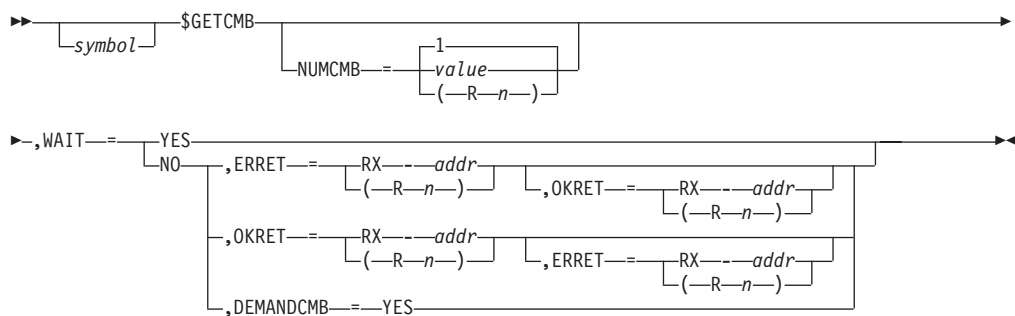 $GETCMB
symbol 1
NUMCMB = value
( R n )
,WAIT = YES
NO ,ERRET = RX - addr
( R n ) ,OKRET = RX - addr
( R n )
,OKRET = RX - addr
( R n ) ,ERRET = RX - addr
( R n )
,DEMANDCMB = YES